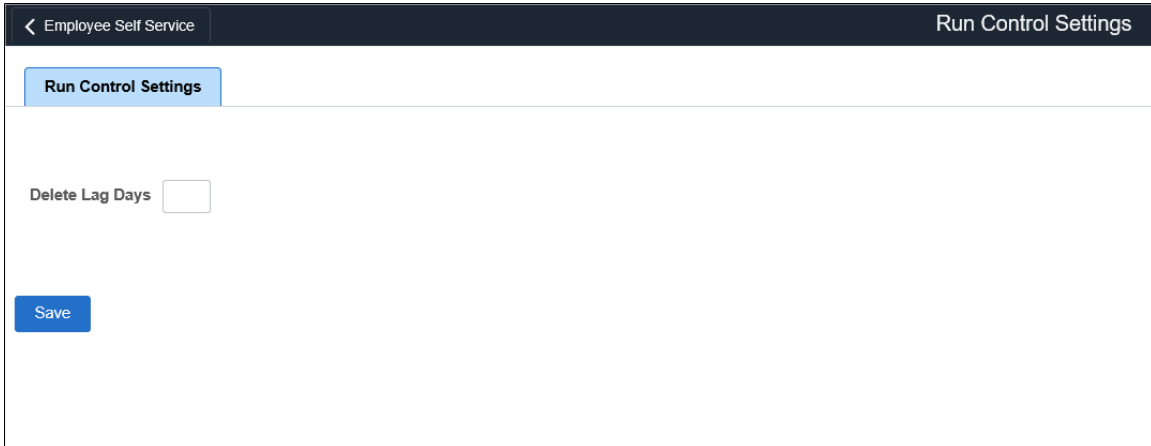 Employee Self Service
Run Control Settings
Run Control Settings
Delete Lag Days
Save